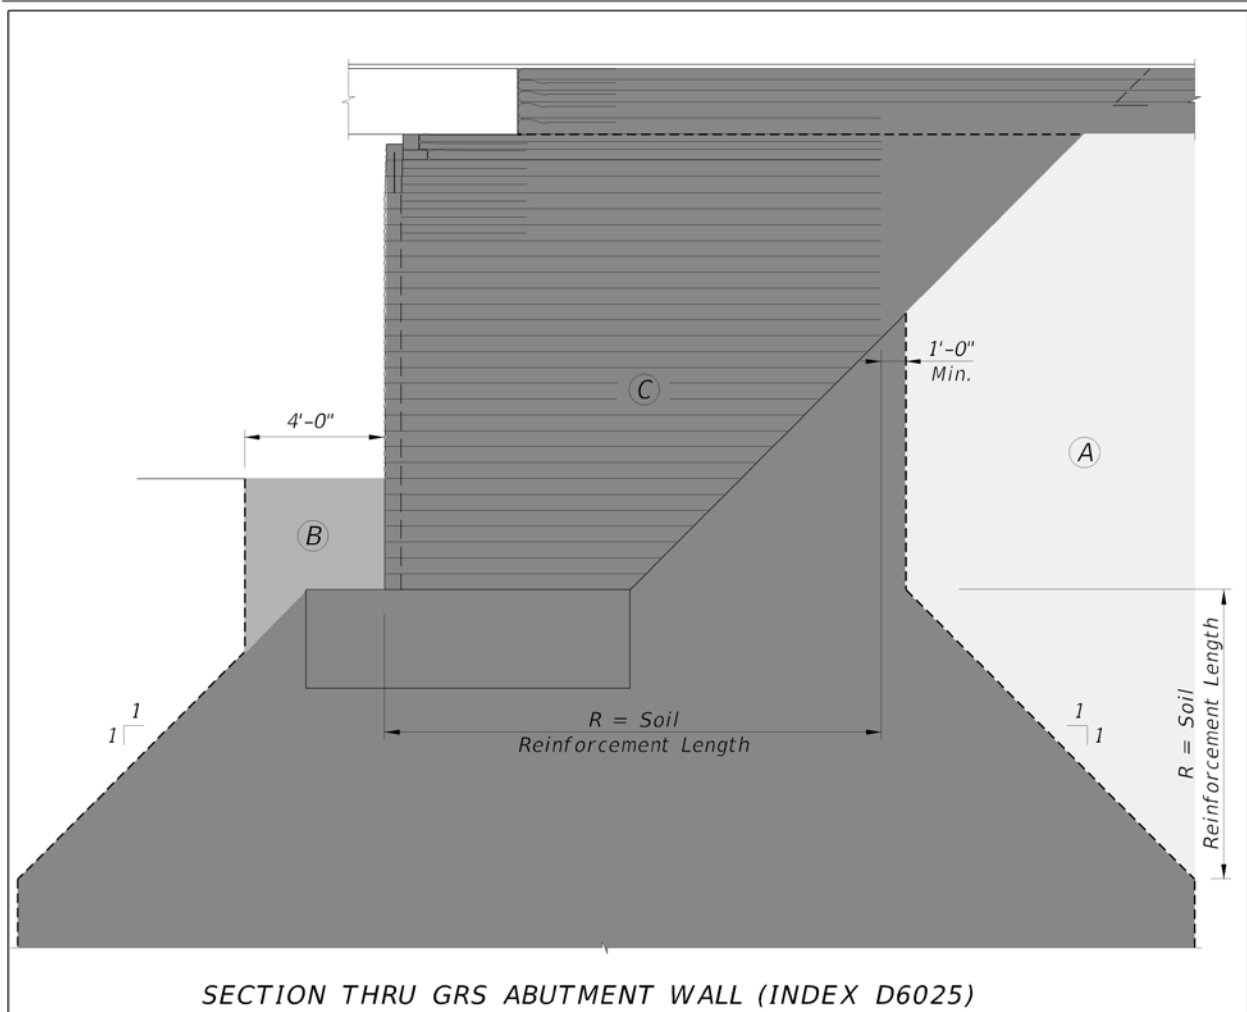 1'-0"
Min.
C
4'-0"
A
B
R = Soil
Reinforcement Length
1
1
R = Soil
Reinforcement Length
1
1
SECTION THRU GRS ABUTMENT WALL (INDEX D6025)